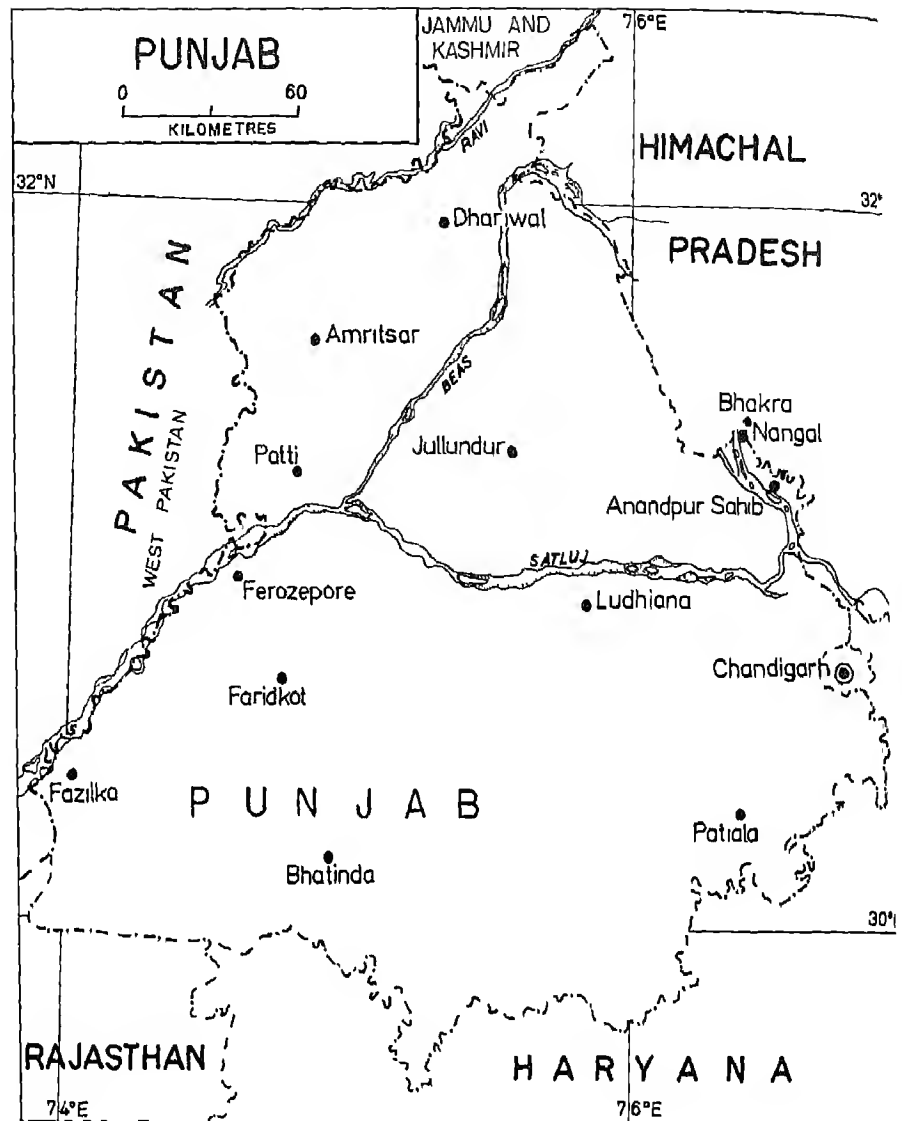 PUNJAB
0 60
KILOMETRES
JAMMU AND
KASHMIR
76°E
RAVI
HIMACHAL
32°N
32°
Dhariwal
PRADESH
PAKISTAN
WEST PAKISTAN
Amritsar
BEAS
Bhakra
Nangal
Patti
Jullundur
Anandpur Sahib
SATLUJ
Ferozepore
Ludhiana
Chandigarh
Faridkot
Fazilka
PUNJAB
Patiala
Bhatinda
30°
RAJASTHAN
HARYANA
74°E
76°E